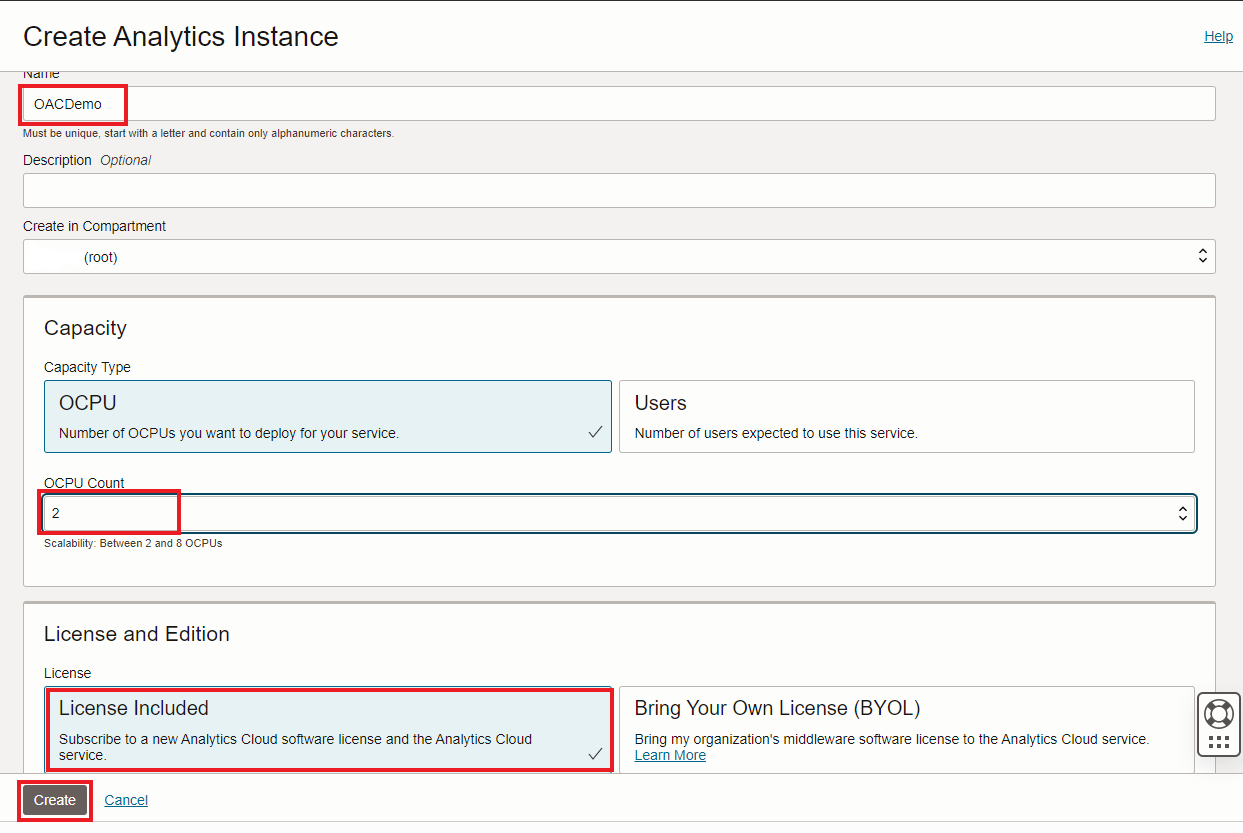 Create Analytics Instance
Help
Name
OACDemo
Must be unique, start with a letter and contain only alphanumeric characters.
Description Optional
Create in Compartment
(root)
Capacity
Capacity Type
OCPU
Number of OCPUs you want to deploy for your service.
Users
Number of users expected to use this service.
OCPU Count
2
Scalability: Between 2 and 8 OCPUs
License and Edition
License
License Included
Subscribe to a new Analytics Cloud software license and the Analytics Cloud
service.
Bring Your Own License (BYOL)
Bring my organization's middleware software license to the Analytics Cloud service.
Learn More
Create
Cancel